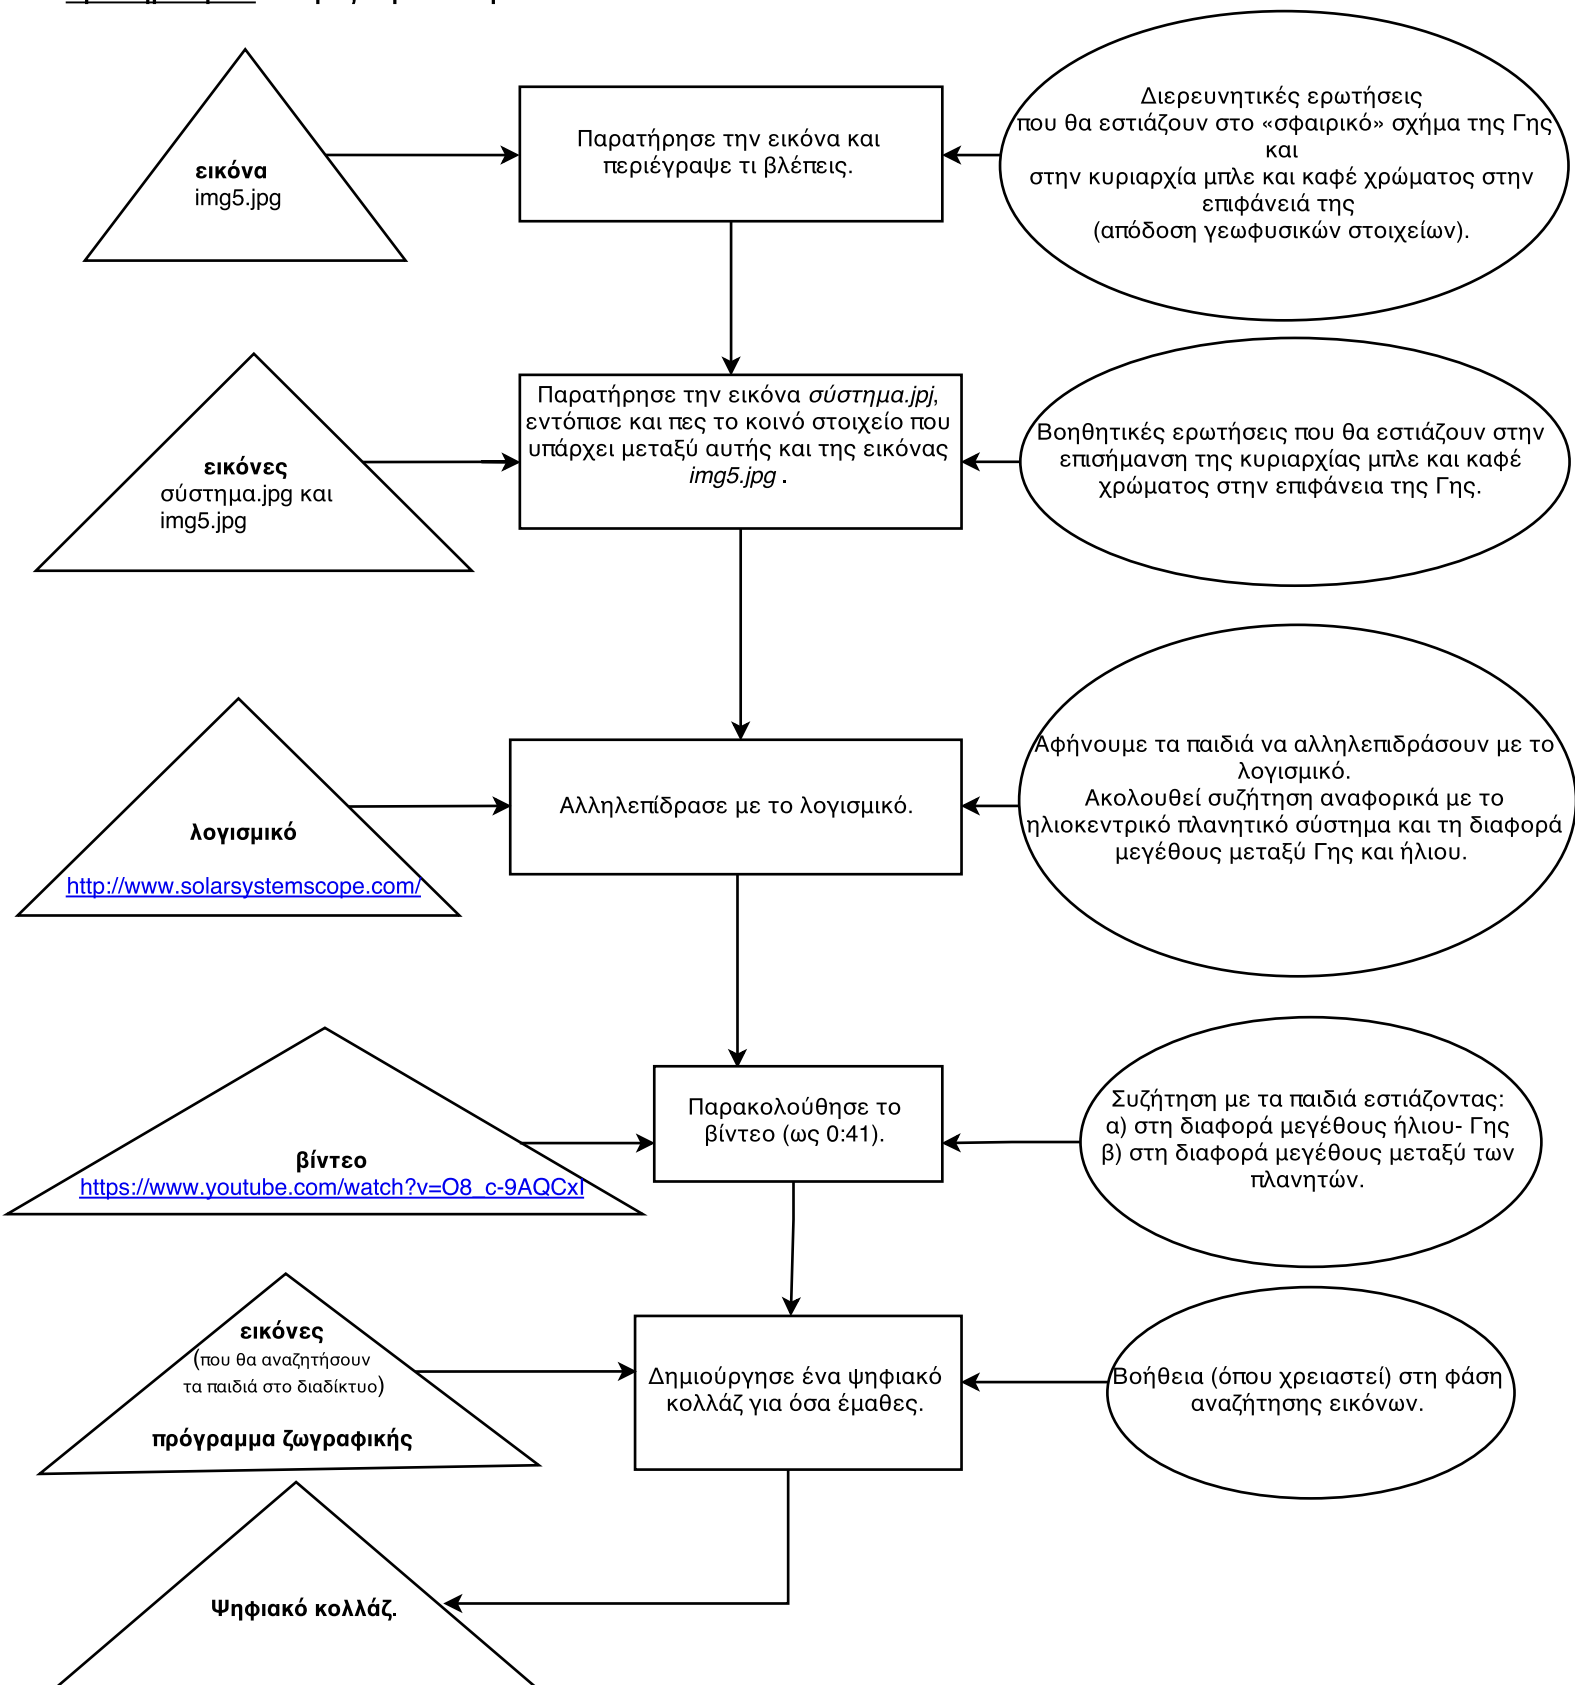 εικόνα
img5.jpg
Παρατήρησε την εικόνα και
περιέγραψε τι βλέπεις.
Διερευνητικές ερωτήσεις
που θα εστιάζουν στο «σφαιρικό» σχήμα της Γης
και
στην κυριαρχία μπλε και καφέ χρώματος στην
επιφάνειά της
(απόδοση γεωφυσικών στοιχείων).
εικόνες
σύστημα.jpg και
img5.jpg
Παρατήρησε την εικόνα σύστημα.jpj,
εντόπισε και πες το κοινό στοιχείο που
υπάρχει μεταξύ αυτής και της εικόνας
img5.jpg .
Βοηθητικές ερωτήσεις που θα εστιάζουν στην
επισήμανση της κυριαρχίας μπλε και καφέ
χρώματος στην επιφάνεια της Γης.
λογισμικό
http://www.solarsystemscope.com/
Αλληλεπίδρασε με το λογισμικό.
Αφήνουμε τα παιδιά να αλληλεπιδράσουν με το
λογισμικό.
Ακολουθεί συζήτηση αναφορικά με το
ηλιοκεντρικό πλανητικό σύστημα και τη διαφορά
μεγέθους μεταξύ Γης και ήλιου.
βίντεο
https://www.youtube.com/watch?v=O8_c-9AQCxI
Παρακολούθησε το
βίντεο (ως 0:41).
Συζήτηση με τα παιδιά εστιάζοντας:
α) στη διαφορά μεγέθους ήλιου- Γης
β) στη διαφορά μεγέθους μεταξύ των
πλανητών.
εικόνες
(που θα αναζητήσουν
τα παιδιά στο διαδίκτυο)
πρόγραμμα ζωγραφικής
Δημιούργησε ένα ψηφιακό
κολλάζ για όσα έμαθες.
Βοήθεια (όπου χρειαστεί) στη φάση
αναζήτησης εικόνων.
Ψηφιακό κολλάζ.